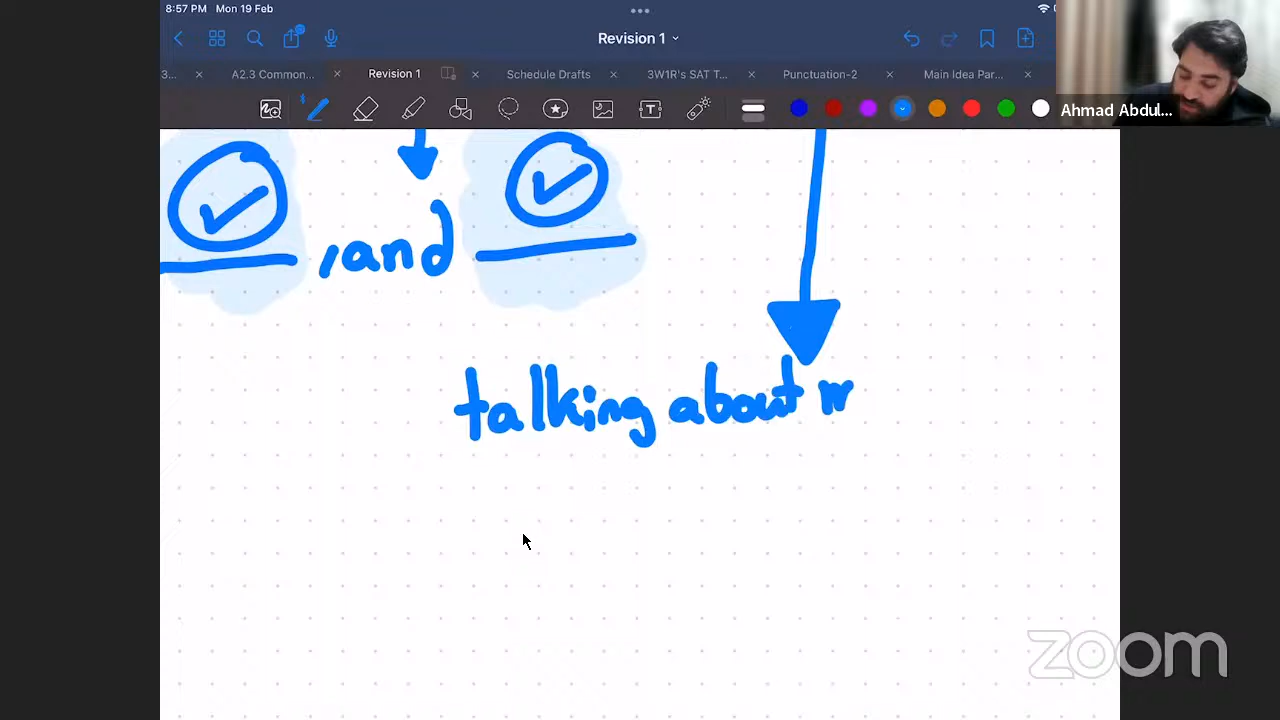 8:57 PM Mon 19 Feb
Revision 1
3... A2.3 Common... Revision 1 Schedule Drafts 3W1R's SAT T... Punctuation-2 Main Idea Par...
Ahmad Abdul...
,and
talking about
zoom